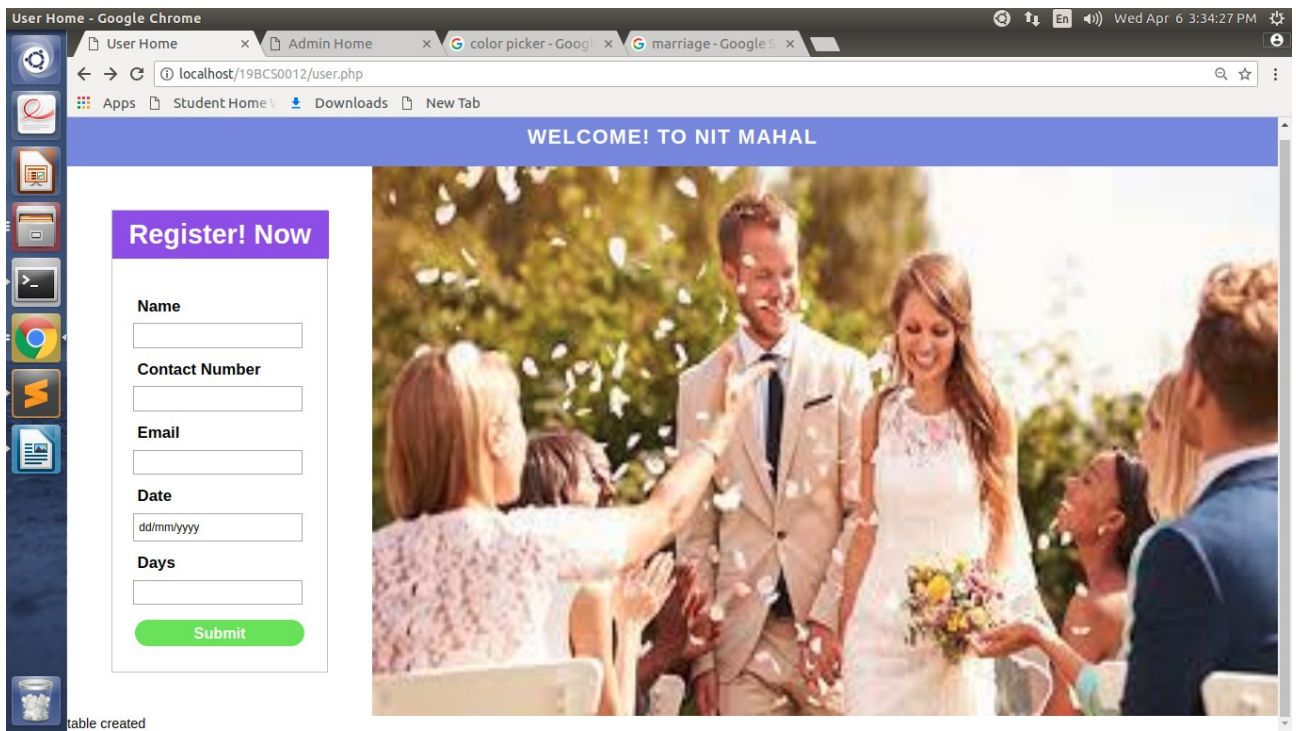 User Home - Google Chrome
En
Wed Apr 6 3:34:27 PM
User Home
Admin Home
color picker - Googl
marriage - Google S
localhost/19BCS0012/user.php
Apps
Student Home
Downloads
New Tab
WELCOME! TO NIT MAHAL
Register! Now
Name
Contact Number
Email
Date
dd/mm/yyyy
Days
Submit
table created